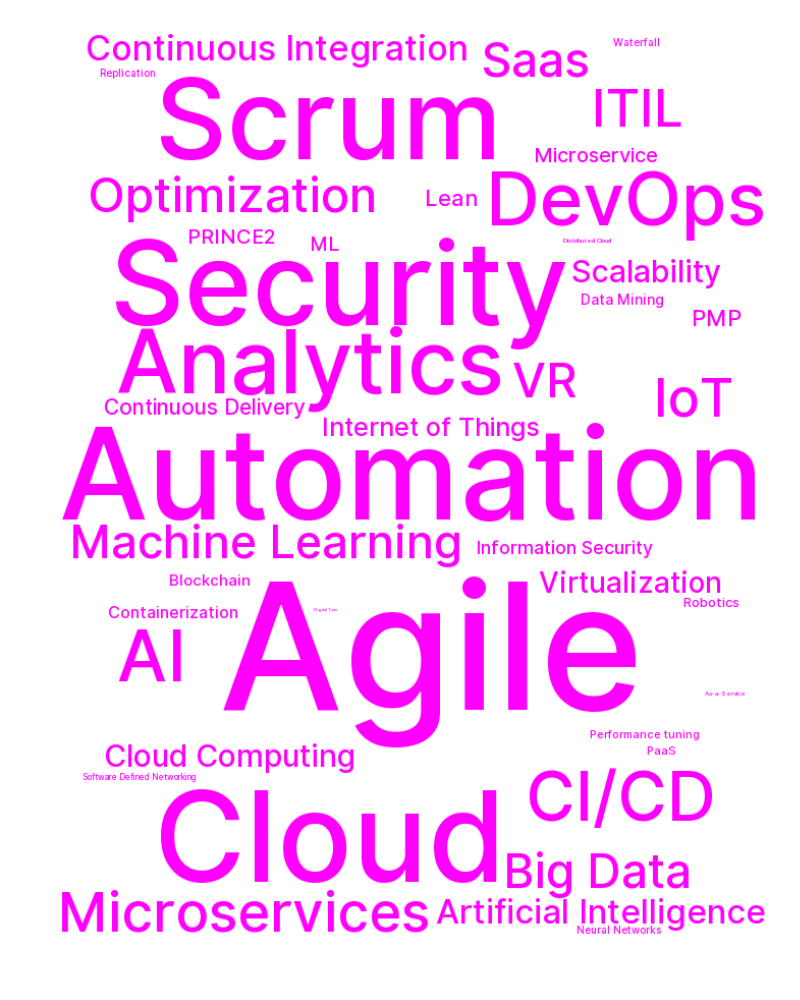 Continuous Integration
Saas
Waterfall
Replication
Scrum
ITIL
Microservice
Optimization
Lean
DevOps
PRINCE2
ML
Distributed Cloud
Security
Scalability
Data Mining
PMP
Analytics
VR
IoT
Continuous Delivery
Internet of Things
Automation
Machine Learning
Information Security
Blockchain
Virtualization
Robotics
Containerization
Digital Twin
AI
Agile
As-a-Service
Performance tuning
PaaS
Cloud Computing
Software Defined Networking
CI/CD
Cloud
Big Data
Microservices
Artificial Intelligence
Neural Networks